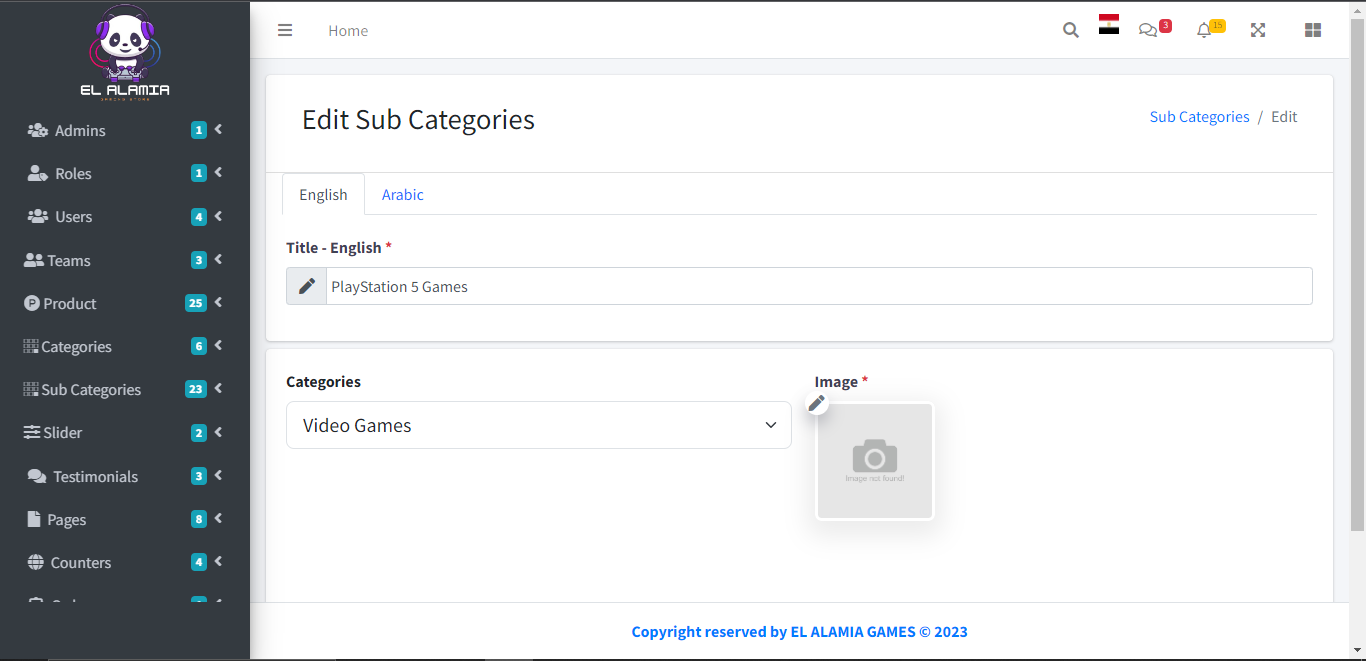 EL ALAMIA
Home
3
15
Admins 1
Roles 1
Users 4
Teams 3
Product 25
Categories 6
Sub Categories 23
Slider 2
Testimonials 3
Pages 8
Counters 4
Edit Sub Categories
Sub Categories / Edit
English
Arabic
Title - English *
PlayStation 5 Games
Categories
Video Games
Image *
Image not found!
Copyright reserved by EL ALAMIA GAMES © 2023